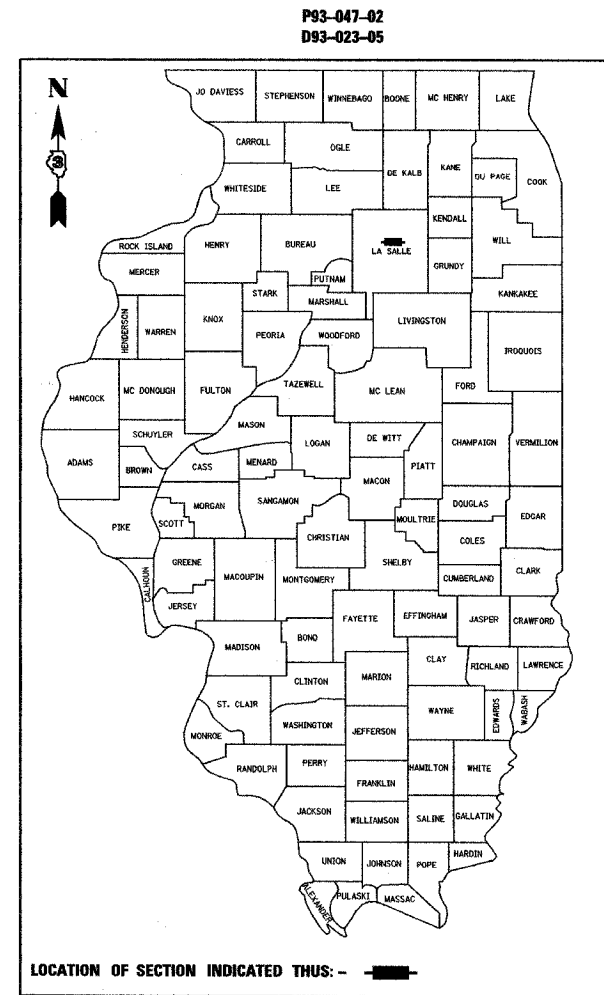 P93-047-02
D93-023-05
N
JO DAVIESS
STEPHENSON
WINNEBAGO
BOONE
MC HENRY
LAKE
CARROLL
OGLE
DE KALB
KANE
DU PAGE
COOK
WHITESIDE
LEE
KENDALL
WILL
ROCK ISLAND
HENRY
BUREAU
LA SALLE
GRUNDY
MERCER
PUTNAM
KANKAKEE
STARK
MARSHALL
HENDERSON
WARREN
KNOX
PEORIA
WOODFORD
LIVINGSTON
IROQUOIS
HANCOCK
MC DONOUGH
FULTON
TAZEWELL
MC LEAN
FORD
SCHUYLER
MASON
LOGAN
DE WITT
CHAMPAIGN
VERMILION
ADAMS
BROWN
CASS
MENARD
MACON
PIATT
PIKE
SCOTT
MORGAN
SANGAMON
CHRISTIAN
MOULTRIE
DOUGLAS
EDGAR
COLES
CALHOUN
GREENE
MACOUPIN
MONTGOMERY
SHELBY
CUMBERLAND
CLARK
JERSEY
FAYETTE
EFFINGHAM
JASPER
CRAWFORD
MADISON
BOND
CLAY
RICHLAND
LAWRENCE
CLINTON
MARION
ST. CLAIR
WAYNE
EDWARDS
WABASH
MONROE
WASHINGTON
JEFFERSON
RANDOLPH
PERRY
HAMILTON
WHITE
FRANKLIN
JACKSON
WILLIAMSON
SALINE
GALLATIN
UNION
JOHNSON
POPE
HARDIN
ALEXANDER
PULASKI
MASSAC
LOCATION OF SECTION INDICATED THUS: -